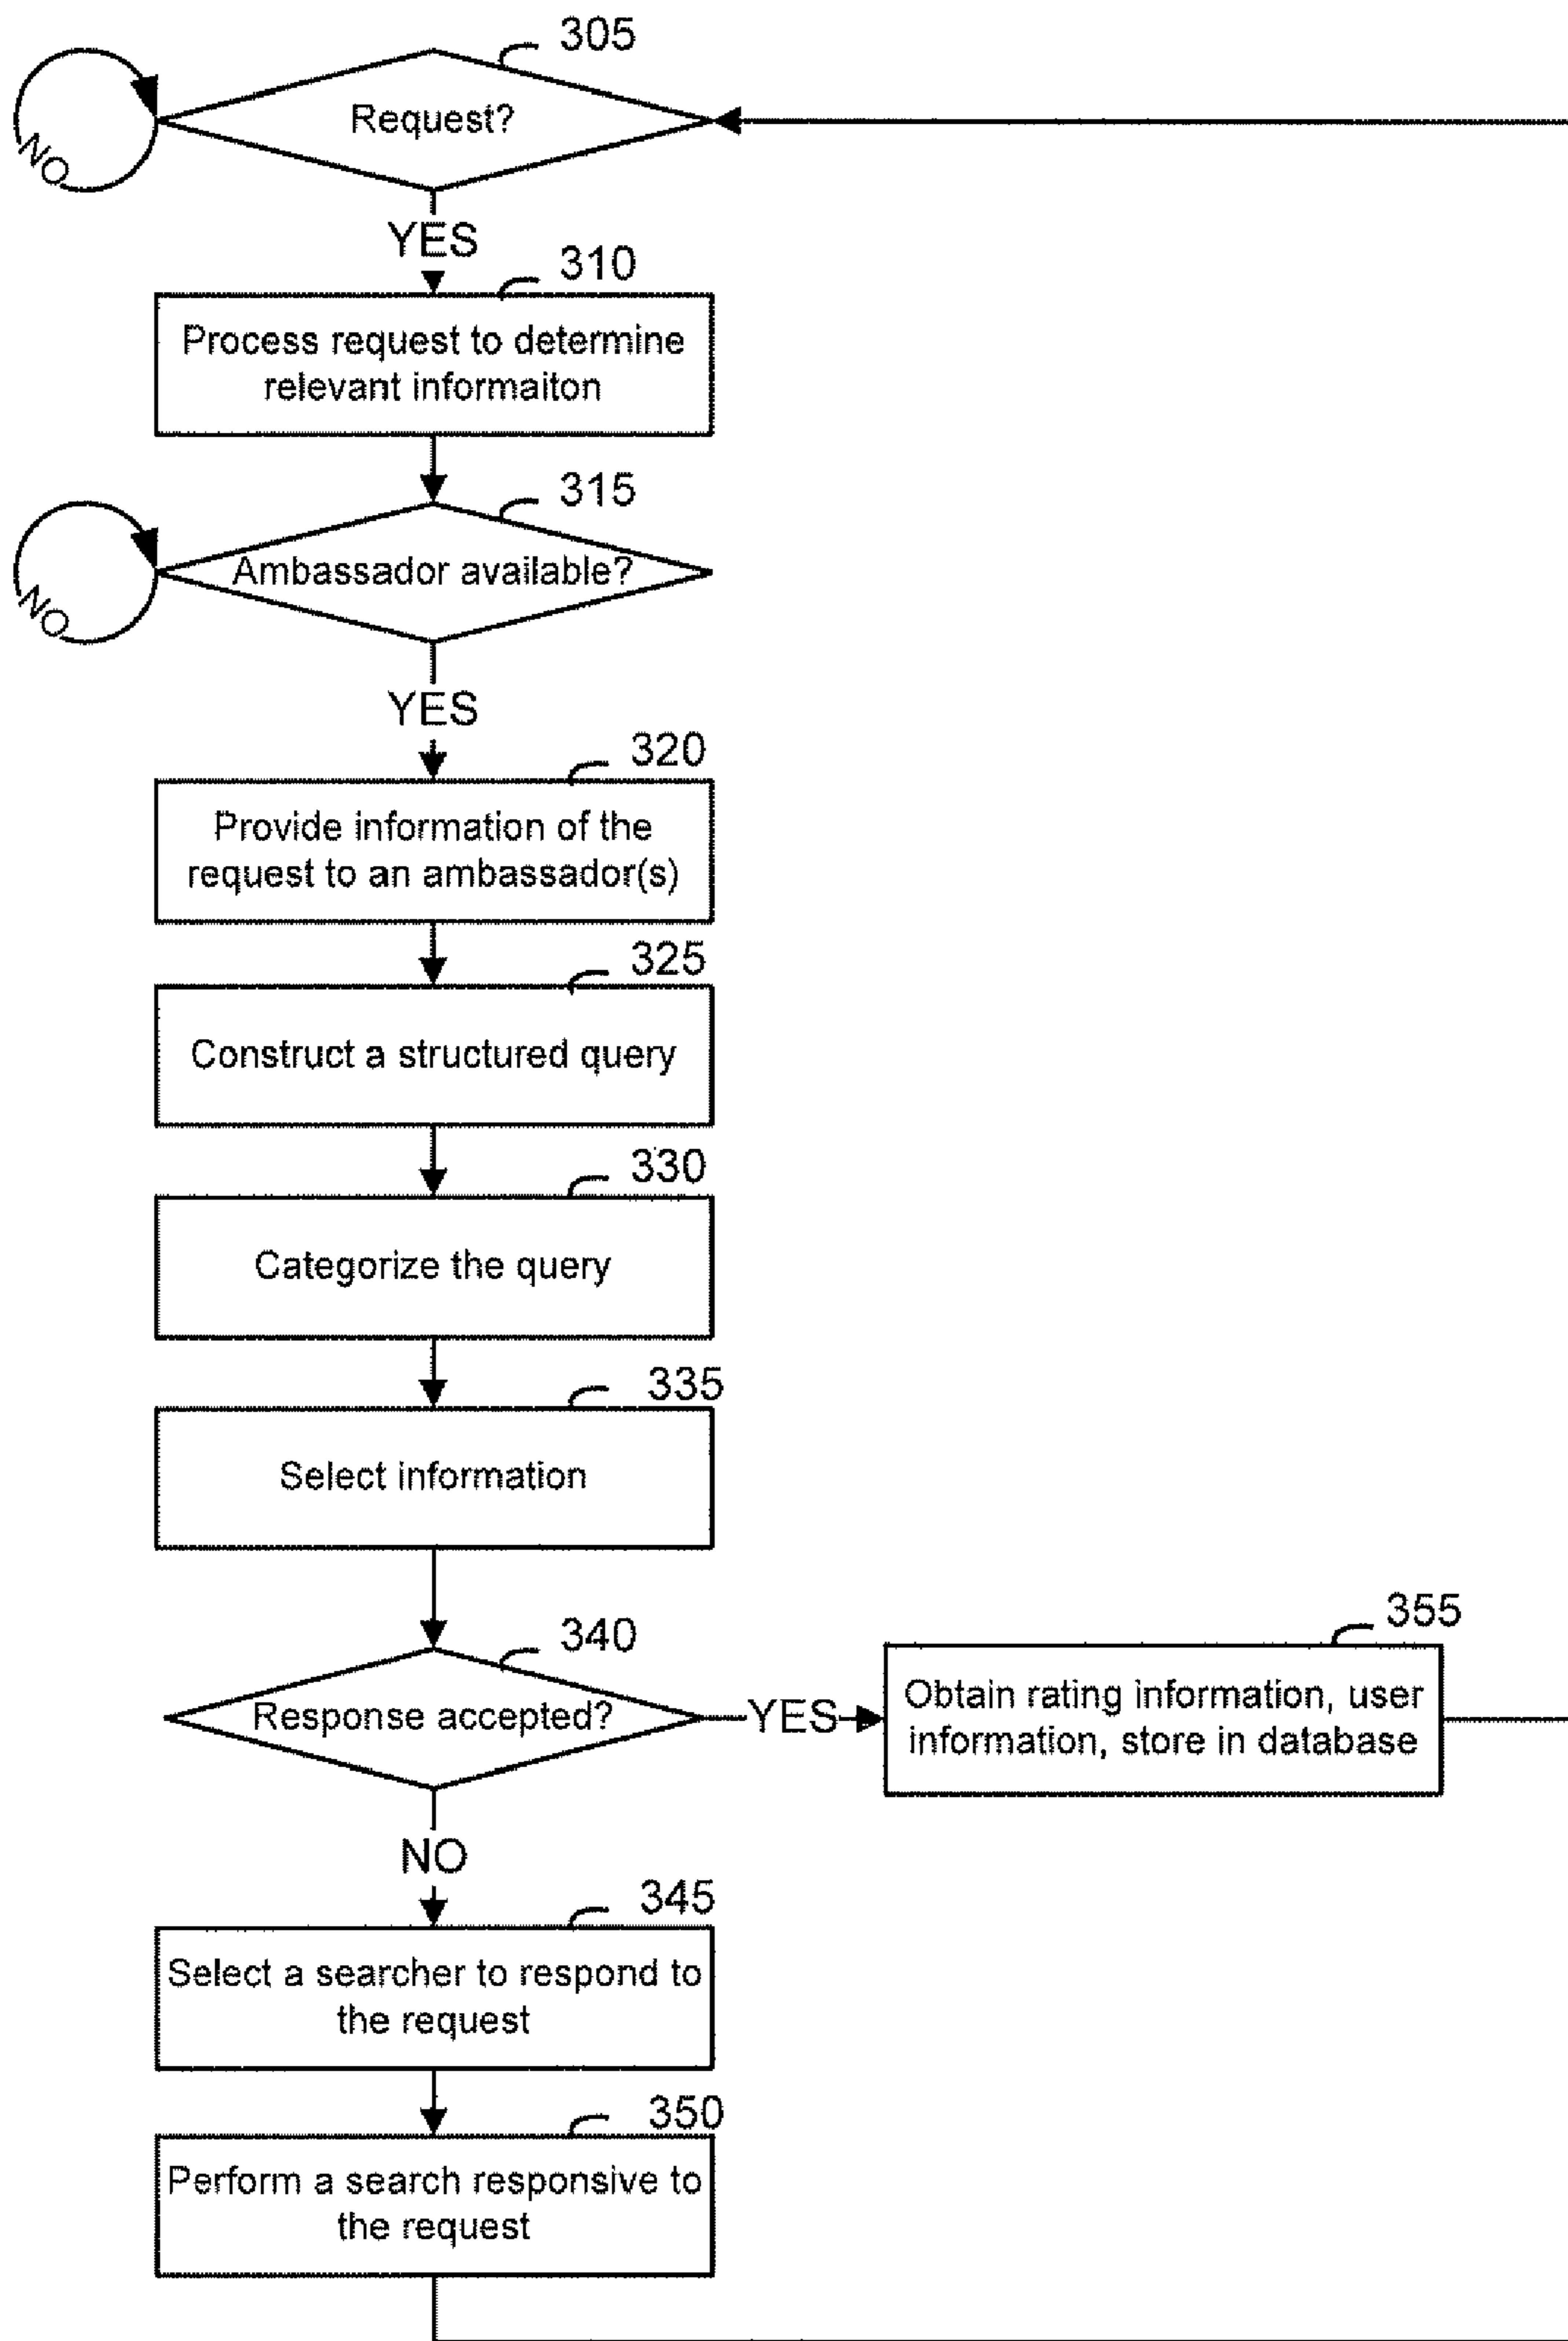 305
Request?
NO
YES
310
Process request to determine
relevant informaiton
315
Ambassador available?
NO
YES
320
Provide information of the
request to an ambassador(s)
325
Construct a structured query
330
Categorize the query
335
Select information
340
Response accepted?
YES
355
Obtain rating information, user
information, store in database
NO
345
Select a searcher to respond to
the request
350
Perform a search responsive to
the request